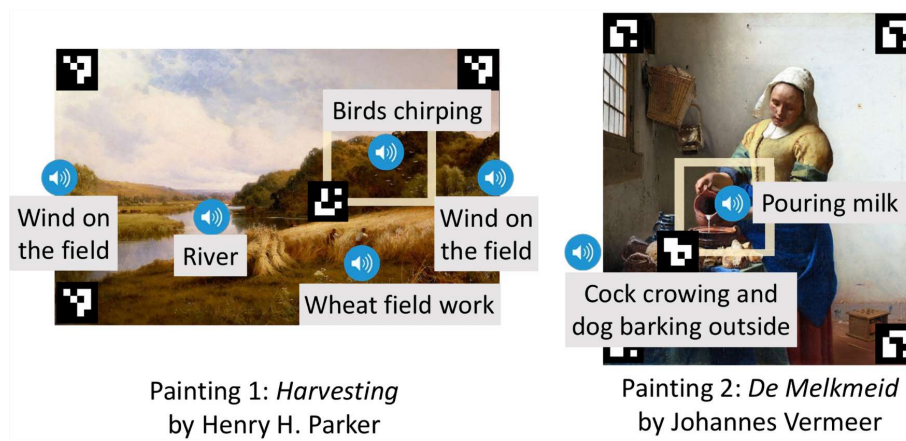 Birds chirping
Wind on
the field
River
Wind on
the field
Wheat field work
Painting 1: Harvesting
by Henry H. Parker
Pouring milk
Cock crowing and
dog barking outside
Painting 2: De Melkmeid
by Johannes Vermeer